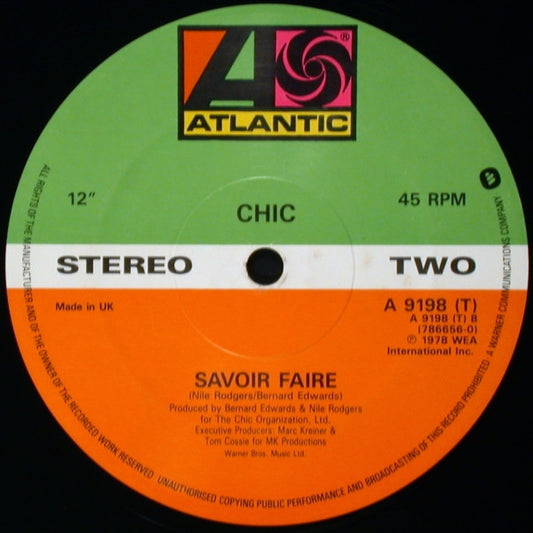 ATLANTIC
®
12"
45 RPM
CHIC
STEREO
TWO
Made in UK
A 9198 (T)
A 9198 (T) B
(786656-0)
℗ 1978 WEA
International Inc.
SAVOIR FAIRE
(Nile Rodgers/Bernard Edwards)
Produced by Bernard Edwards & Nile Rodgers
for The Chic Organization, Ltd.
Executive Producers: Marc Kreiner &
Tom Cossie for MK Productions
Warner Bros. Music Ltd.
ALL RIGHTS OF THE MANUFACTURER AND OF THE OWNER OF THE RECORDED WORK RESERVED. UNAUTHORISED COPYING PUBLIC PERFORMANCE AND BROADCASTING OF THIS RECORD PROHIBITED A WARNER COMMUNICATIONS COMPANY